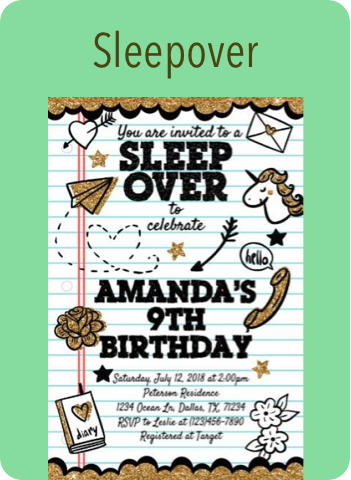 Sleepover
You are invited to a
SLEEP
OVER
to
celebrate
hello
AMANDA'S
9TH
BIRTHDAY
Saturday, July 12, 2018 at 2:00pm
Peterson Residence
1234 Ocean Ln, Dallas, TX, 71234
RSVP to Leslie at (123)456-7890
Registered at Target
diary